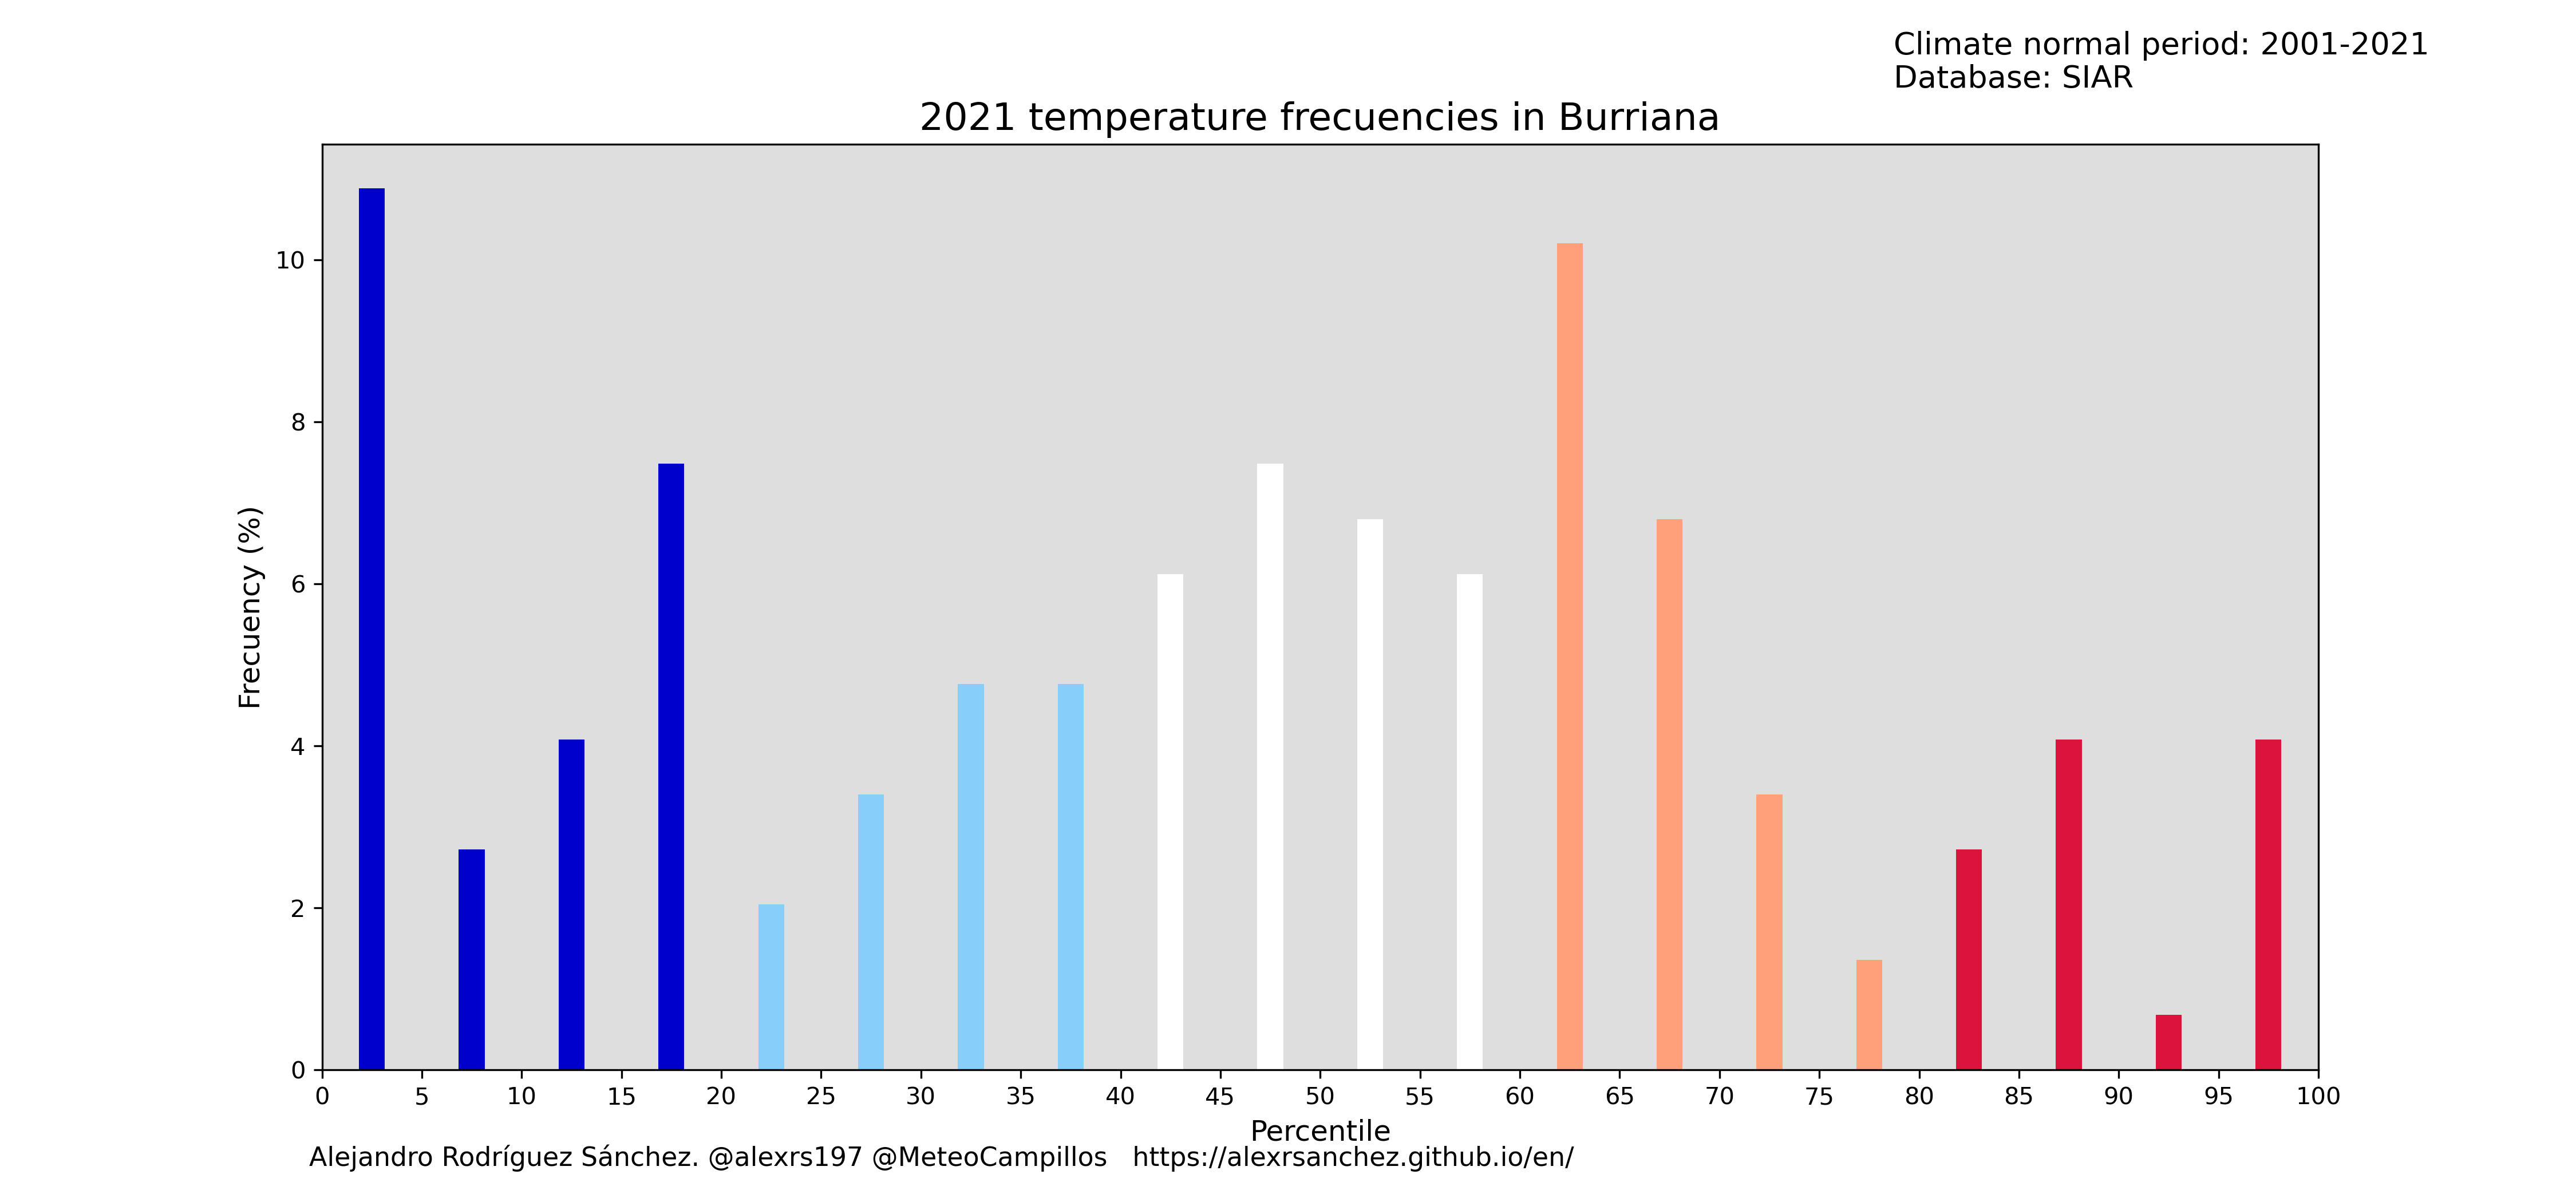 Climate normal period: 2001-2021
Database: SIAR
2021 temperature frecuencies in Burriana
Frecuency (%)
10
8
6
4
2
0
0 5 10 15 20 25 30 35 40 45 50 55 60 65 70 75 80 85 90 95 100
Percentile
Alejandro Rodríguez Sánchez. @alexrs197 @MeteoCampillos https://alexrsanchez.github.io/en/